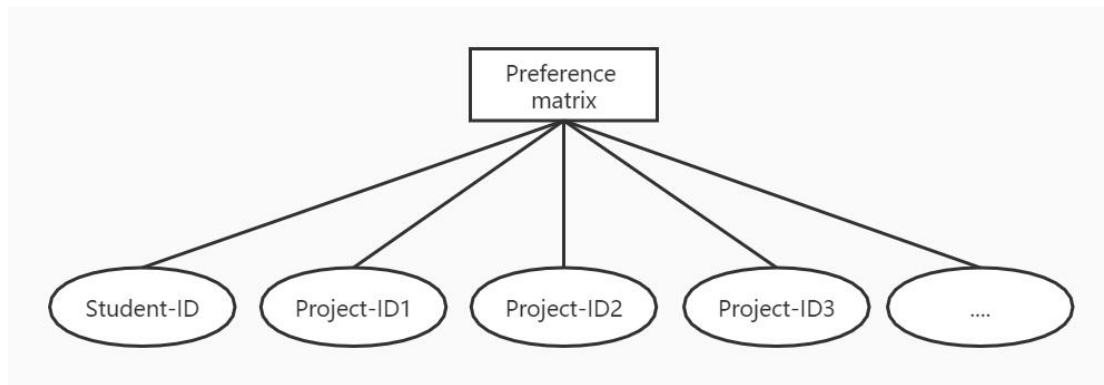 Preference
matrix
Student-ID
Project-ID1
Project-ID2
Project-ID3
....